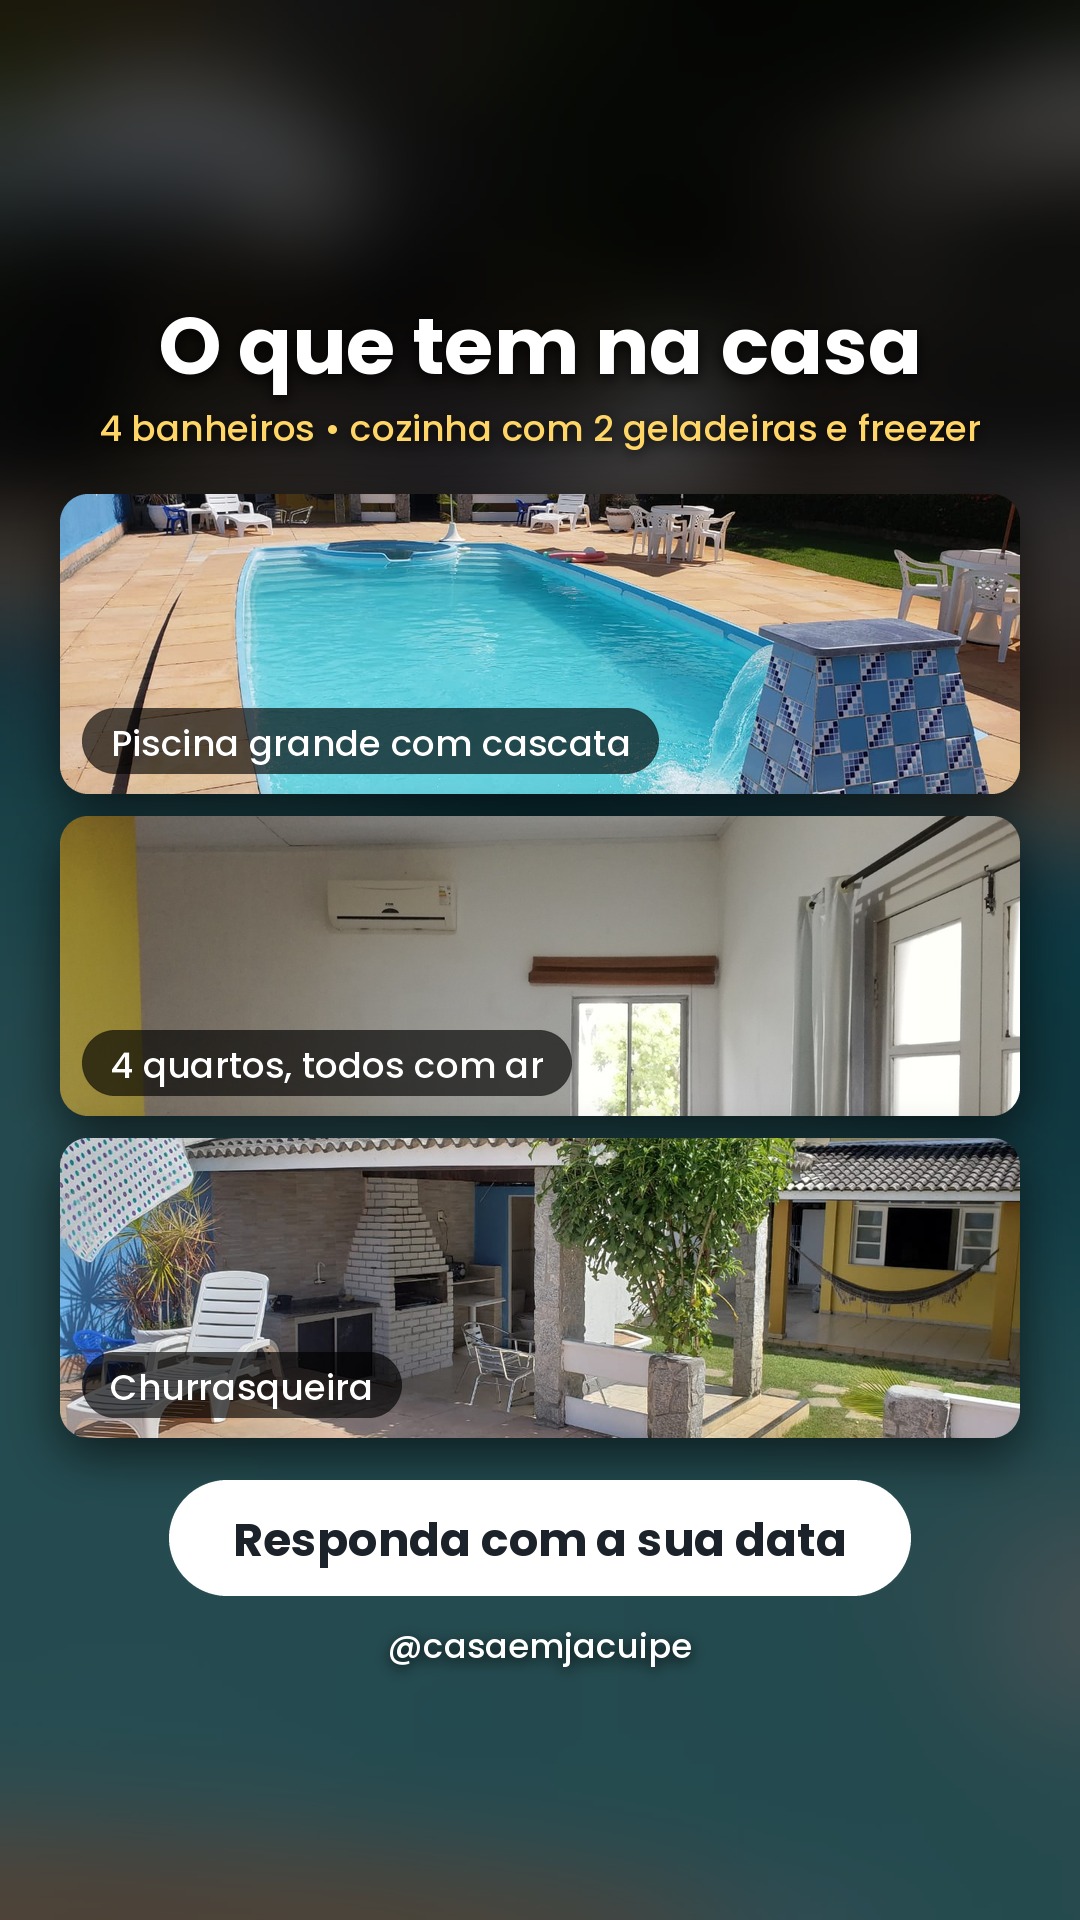 O que tem na casa
4 banheiros • cozinha com 2 geladeiras e freezer
Piscina grande com cascata
4 quartos, todos com ar
Churrasqueira
Responda com a sua data
@casaemjacuipe